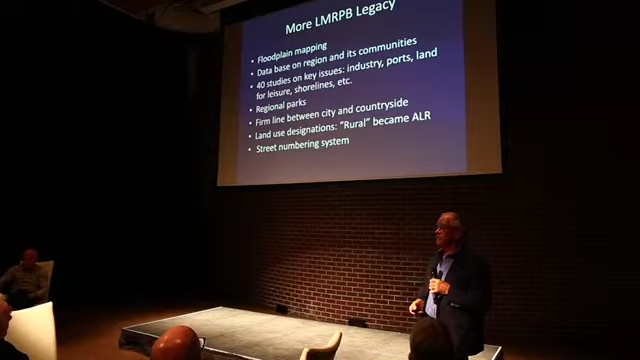 More LMRPB Legacy
• Floodplain mapping
• Data base on region and its communities
• 40 studies on key issues: industry, ports, land
for leisure, shorelines, etc.
• Regional parks
• Firm line between city and countryside
• Land use designations: “Rural” became ALR
• Street numbering system